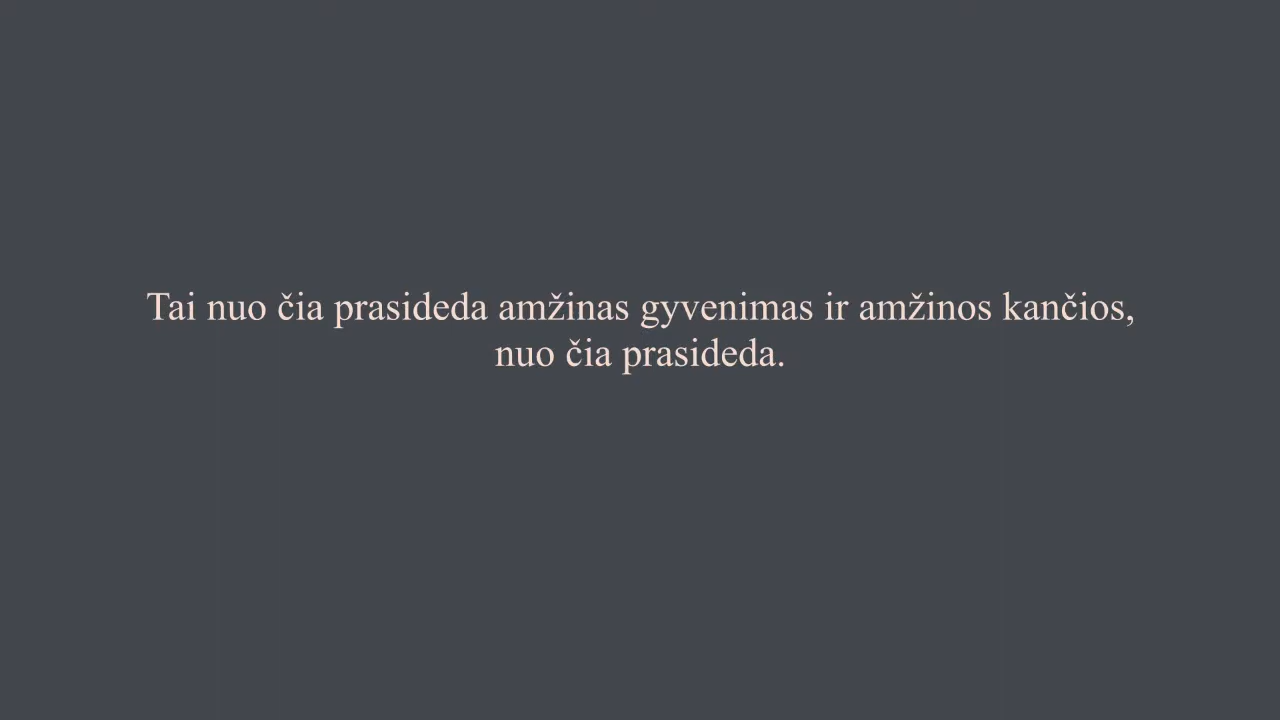 Tai nuo čia prasideda amžinas gyvenimas ir amžinos kančios,
nuo čia prasideda.